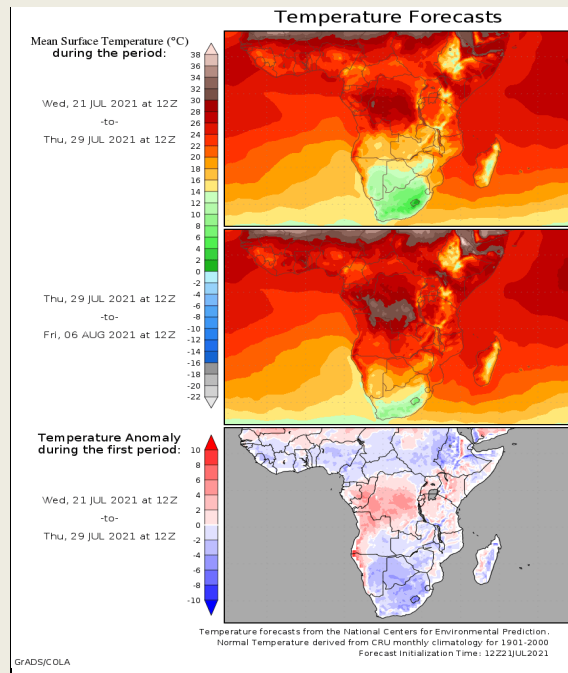 Temperature Forecasts
Mean Surface Temperature (°C)
during the period:
Wed, 21 JUL 2021 at 12Z
-to-
Thu, 29 JUL 2021 at 12Z
38
36
34
32
30
28
26
24
22
20
18
16
14
12
10
8
6
4
2
0
-2
-4
-6
-8
-10
-12
-14
-16
-18
-20
-22
Thu, 29 JUL 2021 at 12Z
-to-
Fri, 06 AUG 2021 at 12Z
Temperature Anomaly
during the first period:
Wed, 21 JUL 2021 at 12Z
-to-
Thu, 29 JUL 2021 at 12Z
10
8
6
4
2
0
-2
-4
-6
-8
-10
Temperature forecasts from the National Centers for Environmental Prediction.
Normal Temperature derived from CRU monthly climatology for 1901-2000
Forecast Initialization Time: 12Z21JUL2021
GrADS/COLA